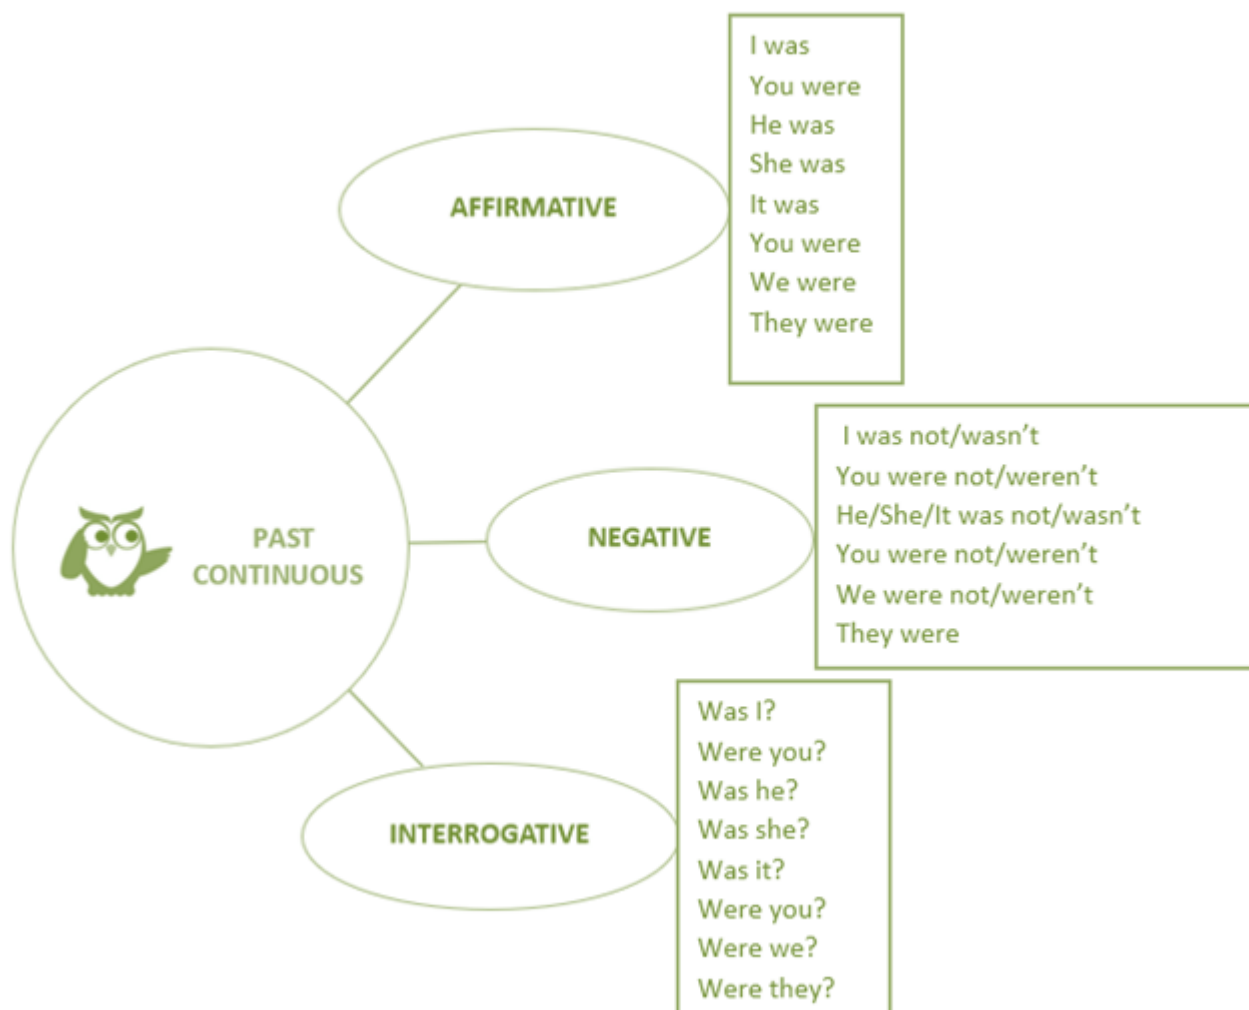 PAST
CONTINUOUS
AFFIRMATIVE
I was
You were
He was
She was
It was
You were
We were
They were
NEGATIVE
I was not/wasn't
You were not/weren't
He/She/It was not/wasn't
You were not/weren't
We were not/weren't
They were
INTERROGATIVE
Was I?
Were you?
Was he?
Was she?
Was it?
Were you?
Were we?
Were they?